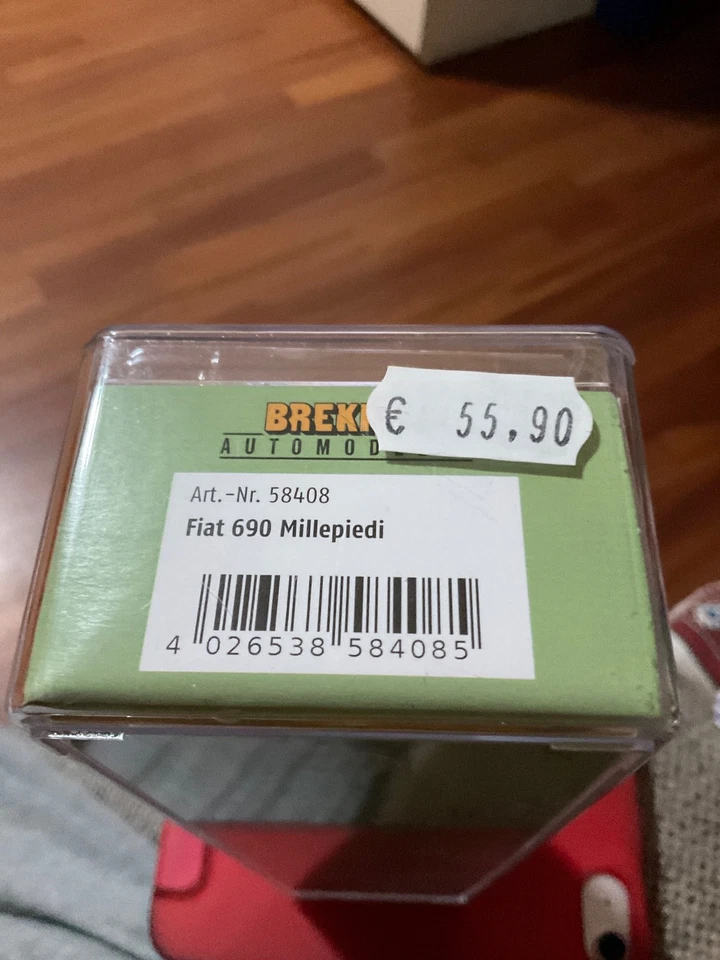 BREK
€ 55.90
AUTOMOD
Art.-Nr. 58408
Fiat 690 Millepiedi
4 026538 584085